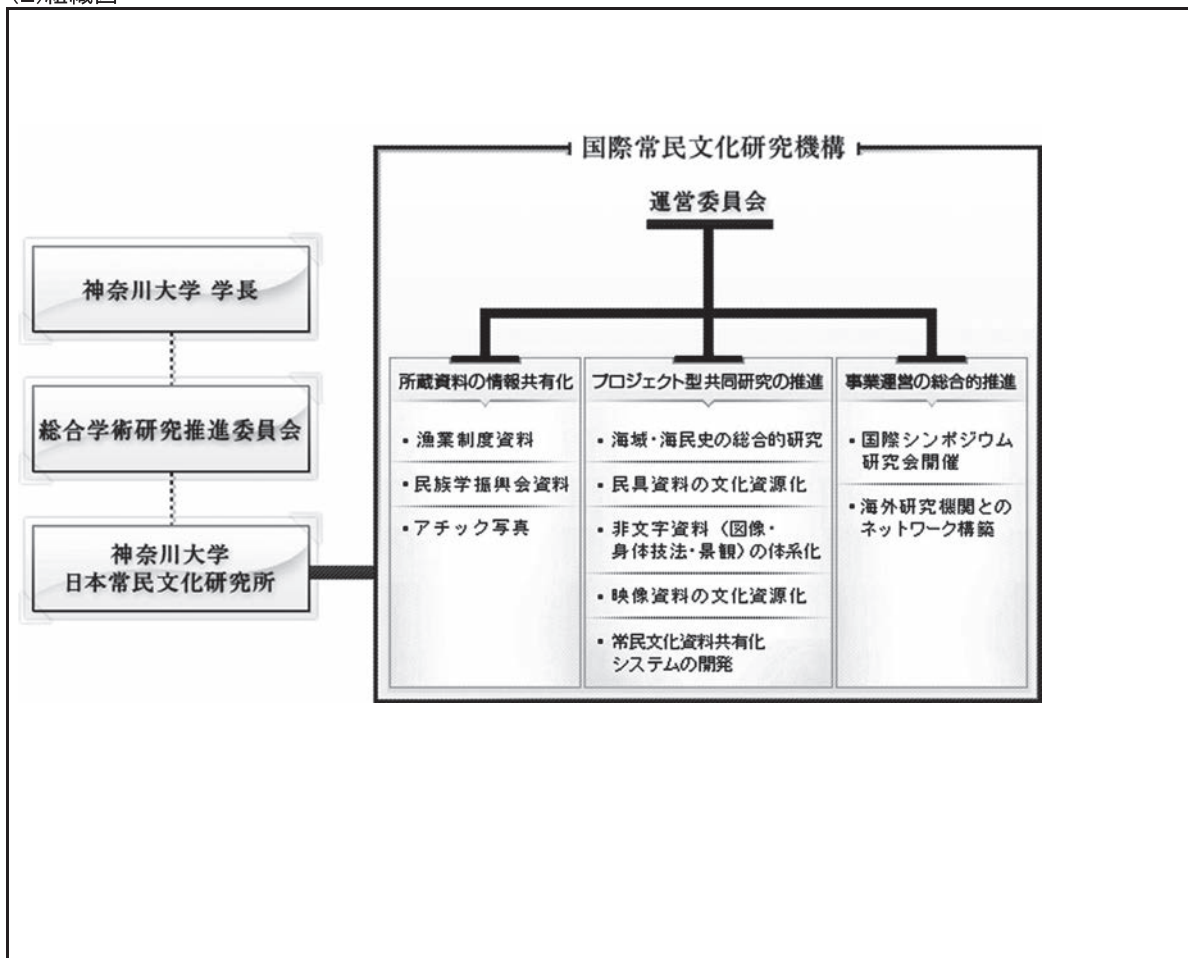 (2)組織図
国際常民文化研究機構
運営委員会
神奈川大学 学長
総合学術研究推進委員会
神奈川大学
日本常民文化研究所
所蔵資料の情報共有化
・漁業制度資料
・民族学振興会資料
・アチック写真
プロジェクト型共同研究の推進
・海域・海民史の総合的研究
・民具資料の文化資源化
・非文字資料(図像・
身体技法・景観)の体系化
・映像資料の文化資源化
・常民文化資料共有化
システムの開発
事業運営の総合的推進
・国際シンポジウム
研究会開催
・海外研究機関との
ネットワーク構築